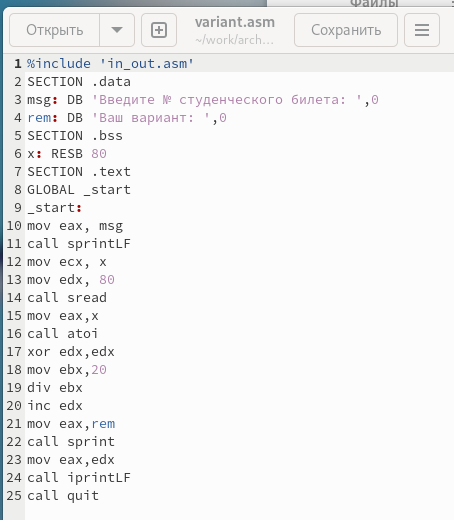 Файлы
Открыть
variant.asm
~/work/arch...
Сохранить
1 %include 'in_out.asm'
2 SECTION .data
3 msg: DB 'Введите № студенческого билета: ',0
4 rem: DB 'Ваш вариант: ',0
5 SECTION .bss
6 x: RESB 80
7 SECTION .text
8 GLOBAL _start
9 _start:
10 mov eax, msg
11 call sprintLF
12 mov ecx, x
13 mov edx, 80
14 call sread
15 mov eax,x
16 call atoi
17 xor edx,edx
18 mov ebx,20
19 div ebx
20 inc edx
21 mov eax,rem
22 call sprint
23 mov eax,edx
24 call iprintLF
25 call quit